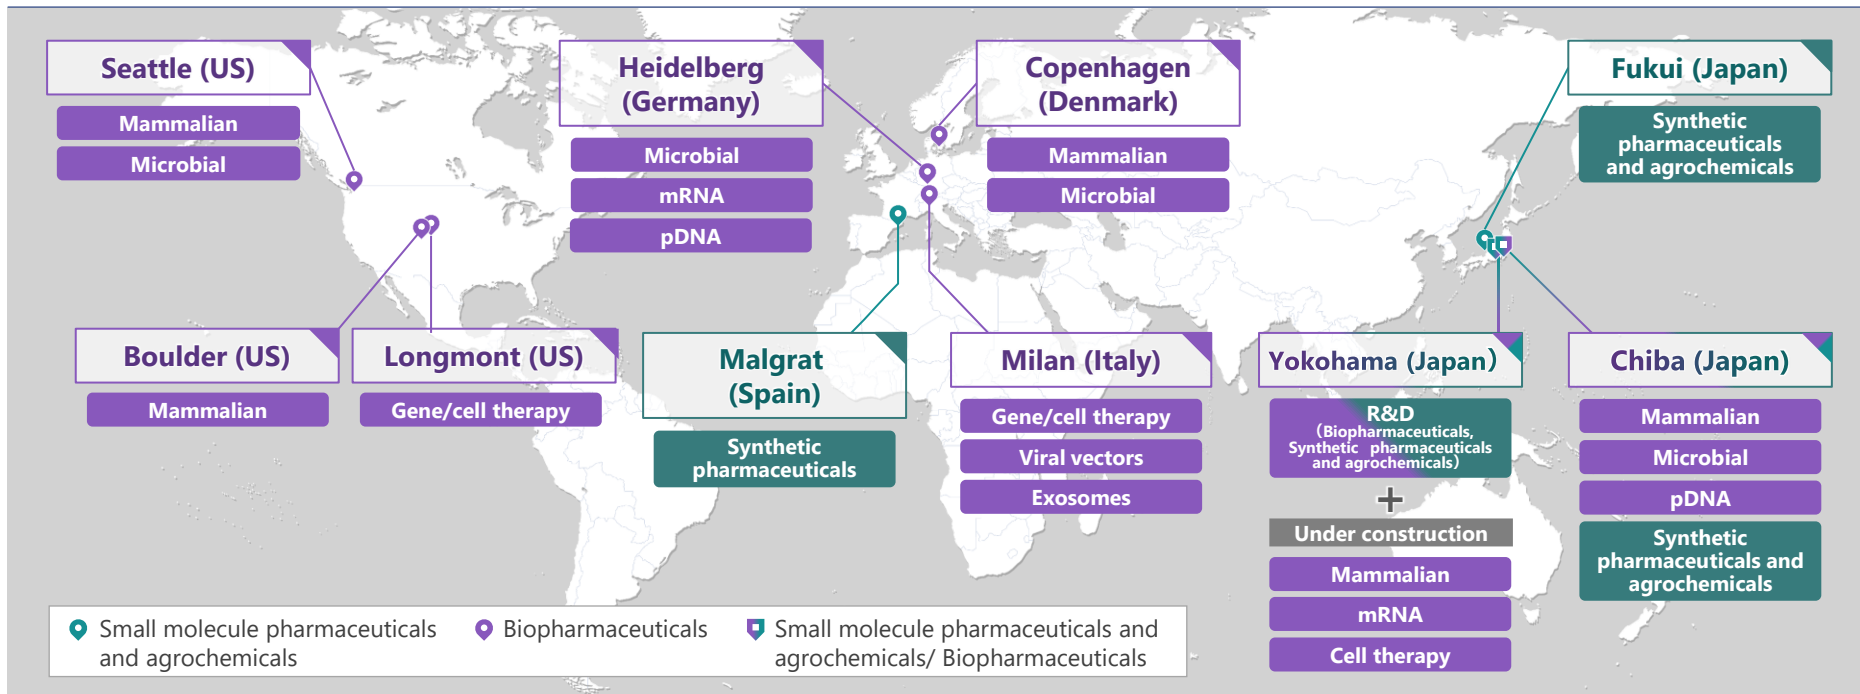 Seattle (US)
Mammalian
Microbial
Heidelberg
(Germany)
Microbial
mRNA
pDNA
Copenhagen
(Denmark)
Mammalian
Microbial
Fukui (Japan)
Synthetic
pharmaceuticals
and agrochemicals
Boulder (US)
Mammalian
Longmont (US)
Gene/cell therapy
Malgrat
(Spain)
Synthetic
pharmaceuticals
Milan (Italy)
Gene/cell therapy
Viral vectors
Exosomes
Yokohama (Japan）
R&D
（Biopharmaceuticals,
Synthetic pharmaceuticals
and agrochemicals）
+
Under construction
Mammalian
mRNA
Cell therapy
Chiba (Japan)
Mammalian
Microbial
pDNA
Synthetic
pharmaceuticals and
agrochemicals
Small molecule pharmaceuticals
and agrochemicals
Biopharmaceuticals
Small molecule pharmaceuticals and
agrochemicals/ Biopharmaceuticals